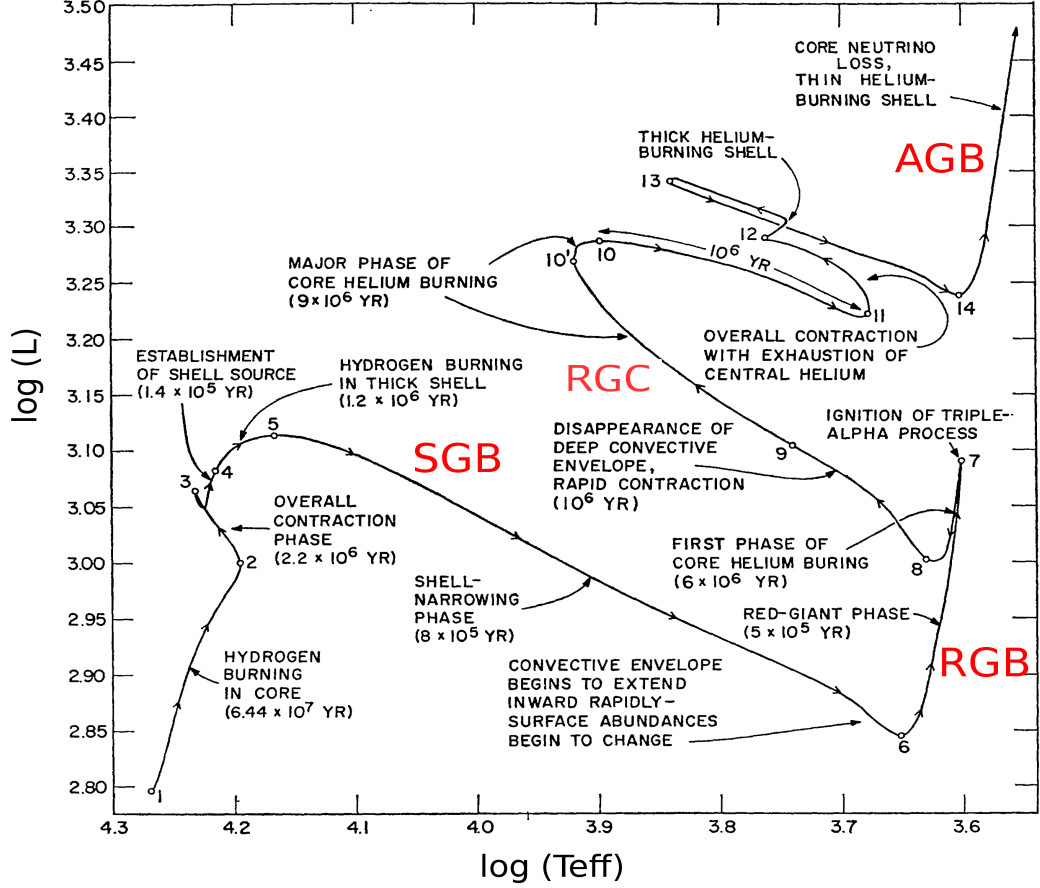 3.50
3.45
3.40
3.35
3.30
3.25
3.20
3.15
3.10
3.05
3.00
2.95
2.90
2.85
2.80
log (L)
4.3
4.2
4.1
4.0
3.9
3.8
3.7
3.6
log (Teff)
CORE NEUTRINO
LOSS,
THIN HELIUM-
BURNING SHELL
AGB
THICK HELIUM-
BURNING SHELL
13
12
10'
10
10⁶ YR
11
14
MAJOR PHASE OF
CORE HELIUM BURNING
(9 x 10⁶ YR)
OVERALL CONTRACTION
WITH EXHAUSTION OF
CENTRAL HELIUM
RGC
ESTABLISHMENT
OF SHELL SOURCE
(1.4 x 10⁵ YR)
HYDROGEN BURNING
IN THICK SHELL
(1.2 x 10⁶ YR)
5
4
3
SGB
IGNITION OF TRIPLE-
ALPHA PROCESS
7
DISAPPEARANCE OF
DEEP CONVECTIVE
ENVELOPE,
RAPID CONTRACTION
(10⁶ YR)
9
OVERALL
CONTRACTION
PHASE
(2.2 x 10⁶ YR)
2
FIRST PHASE OF
CORE HELIUM BURING
(6 x 10⁶ YR)
8
SHELL-
NARROWING
PHASE
(8 x 10⁵ YR)
RED-GIANT PHASE
(5 x 10⁵ YR)
RGB
HYDROGEN
BURNING
IN CORE
(6.44 x 10⁷ YR)
CONVECTIVE ENVELOPE
BEGINS TO EXTEND
INWARD RAPIDLY-
SURFACE ABUNDANCES
BEGIN TO CHANGE
6
1